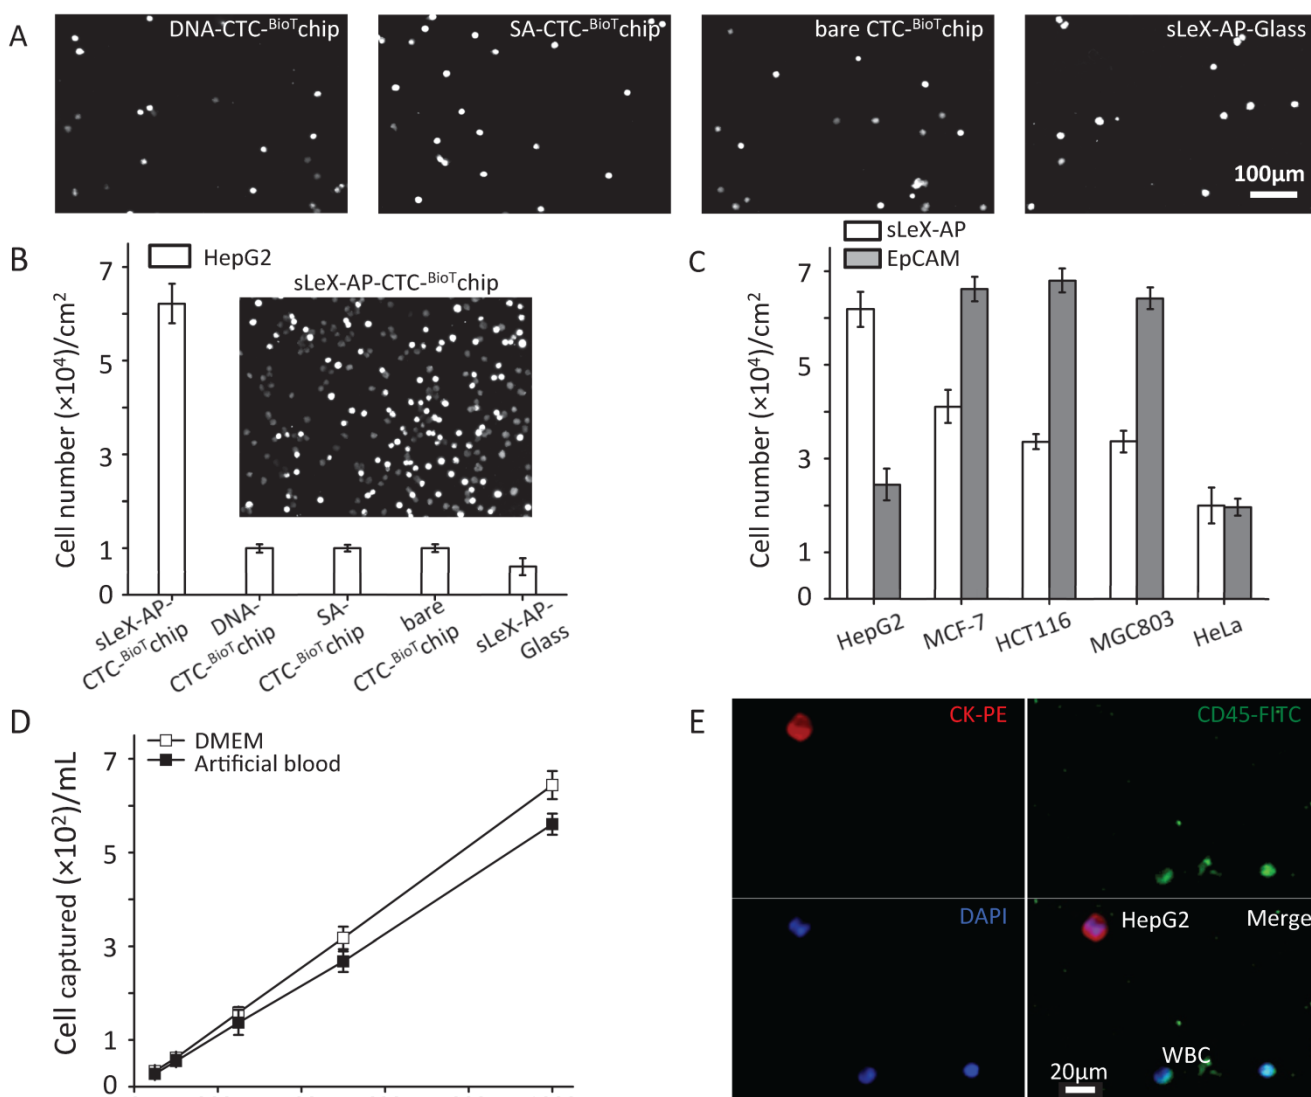 A
DNA-CTC-BioTchip
SA-CTC-BioTchip
bare CTC-BioTchip
sLeX-AP-Glass
100μm
B
HepG2
sLeX-AP-CTC-BioTchip
Cell number (×10⁴)/cm²
7
5
3
1
0
sLeX-AP-
CTC-BioTchip
DNA-
CTC-BioTchip
SA-
CTC-BioTchip
bare
CTC-BioTchip
sLeX-AP-
Glass
C
sLeX-AP
EpCAM
Cell number (×10⁴)/cm²
7
5
3
1
0
HepG2
MCF-7
HCT116
MGC803
HeLa
D
DMEM
Artificial blood
Cell captured (×10²)/mL
7
5
3
1
0
E
CK-PE
CD45-FITC
DAPI
HepG2
Merge
WBC
20μm